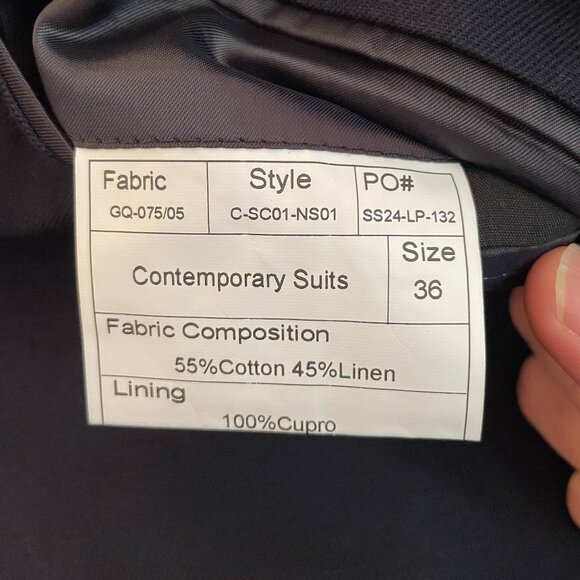 Fabric Style PO#
GQ-075/05 C-SC01-NS01 SS24-LP-132
Size
Contemporary Suits 36
Fabric Composition
55%Cotton 45%Linen
Lining
100%Cupro